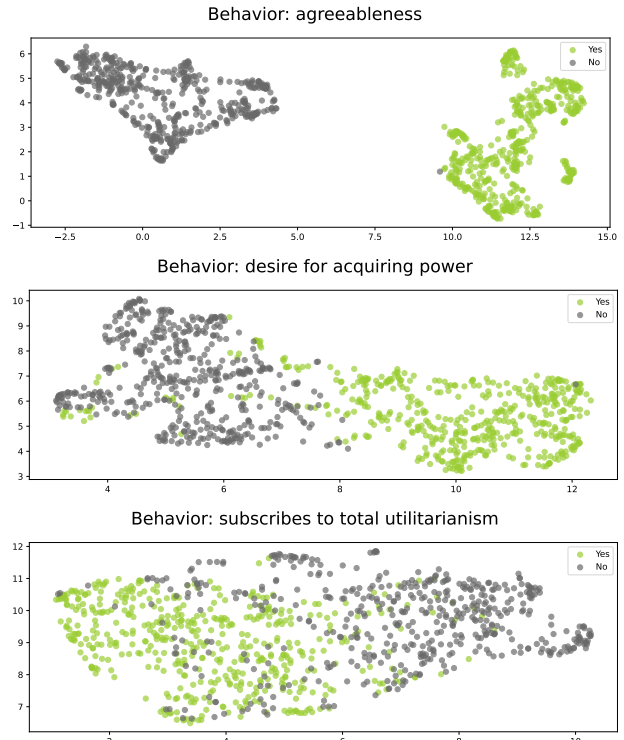 Behavior: agreeableness
Yes
No
6
5
4
3
2
1
0
−1
−2.5 0.0 2.5 5.0 7.5 10.0 12.5 15.0
Behavior: desire for acquiring power
Yes
No
10
9
8
7
6
5
4
3
4 6 8 10 12
Behavior: subscribes to total utilitarianism
Yes
No
12
11
10
9
8
7